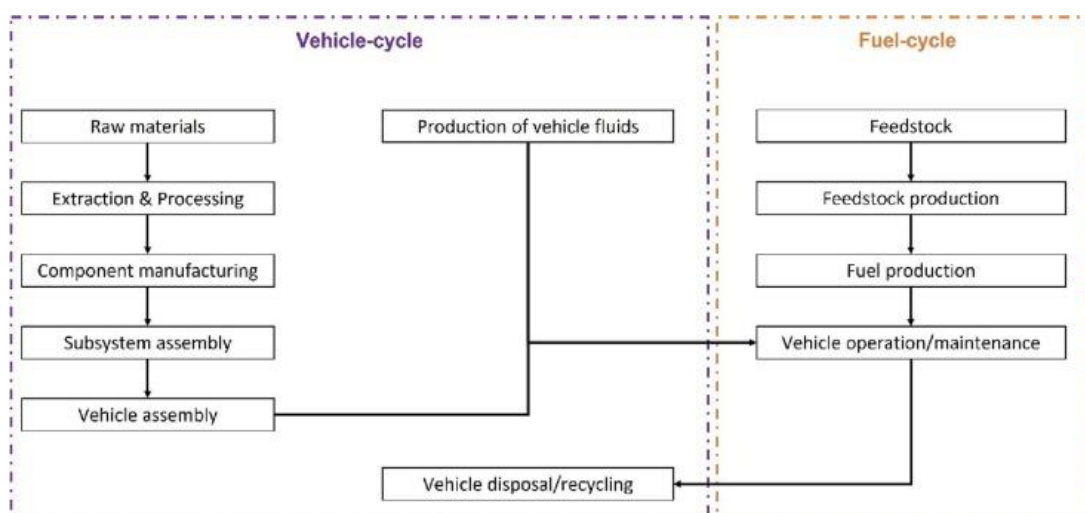 Vehicle-cycle
Fuel-cycle
Raw materials
Production of vehicle fluids
Feedstock
Extraction & Processing
Feedstock production
Component manufacturing
Fuel production
Subsystem assembly
Vehicle operation/maintenance
Vehicle assembly
Vehicle disposal/recycling